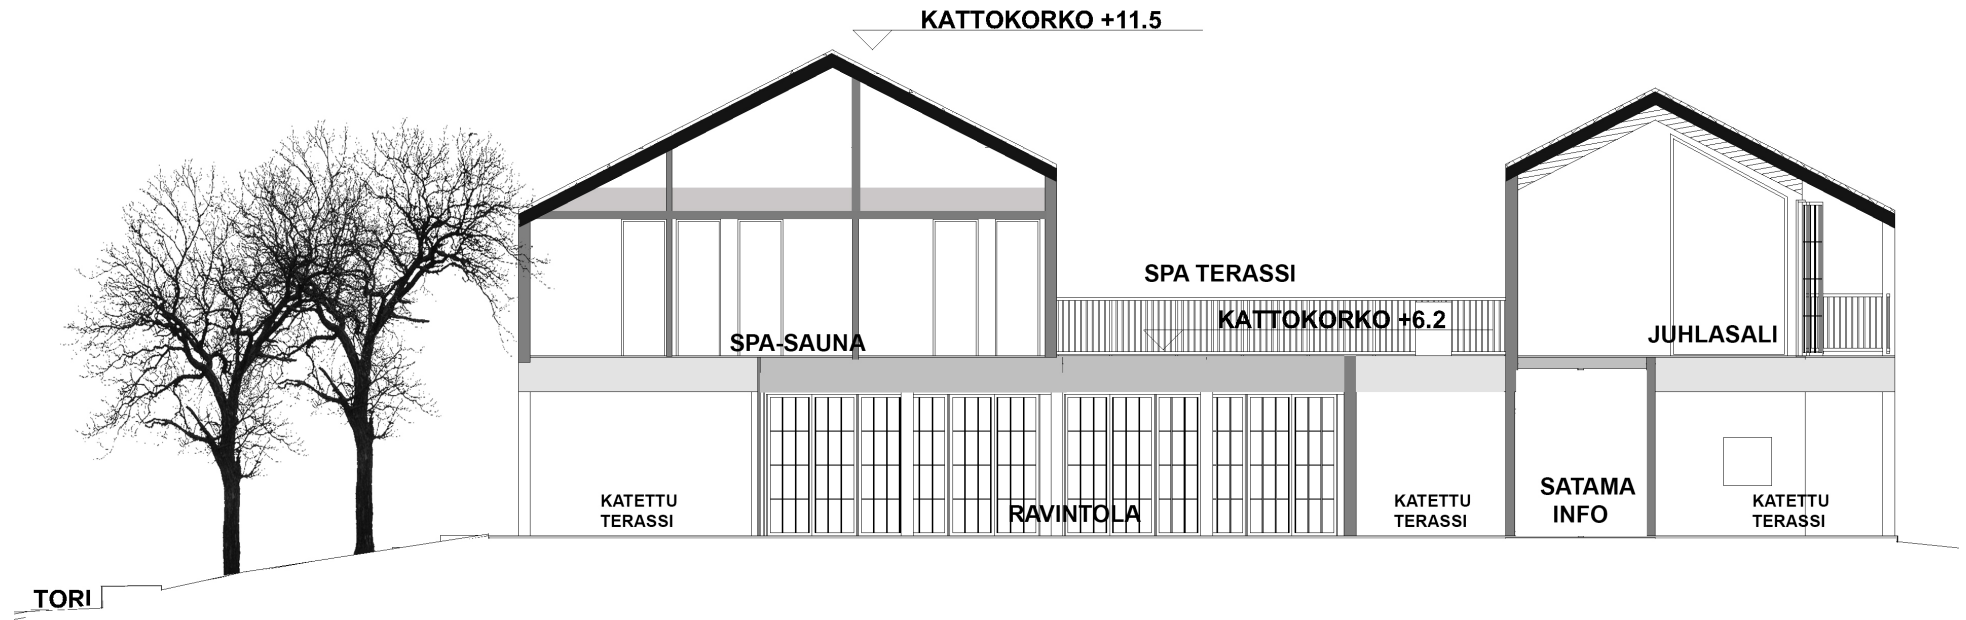 KATTOKORKO +11.5
SPA TERASSI
KATTOKORKO +6.2
SPA-SAUNA
JUHLASALI
KATETTU
TERASSI
RAVINTOLA
KATETTU
TERASSI
SATAMA
INFO
KATETTU
TERASSI
TORI